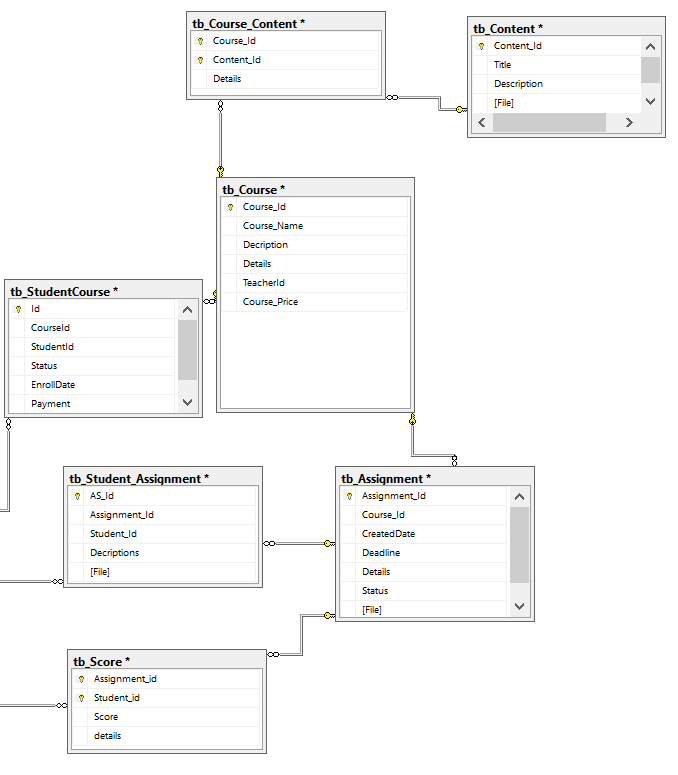 tb_Course_Content *
Course_Id
Content_Id
Details
tb_Content *
Content_Id
Title
Description
[File]
tb_Course *
Course_Id
Course_Name
Decription
Details
TeacherId
Course_Price
tb_StudentCourse *
Id
CourseId
StudentId
Status
EnrollDate
Payment
tb_Student_Assignment *
AS_Id
Assignment_Id
Student_Id
Decriptions
[File]
tb_Assignment *
Assignment_Id
Course_Id
CreatedDate
Deadline
Details
Status
[File]
tb_Score *
Assignment_id
Student_id
Score
details